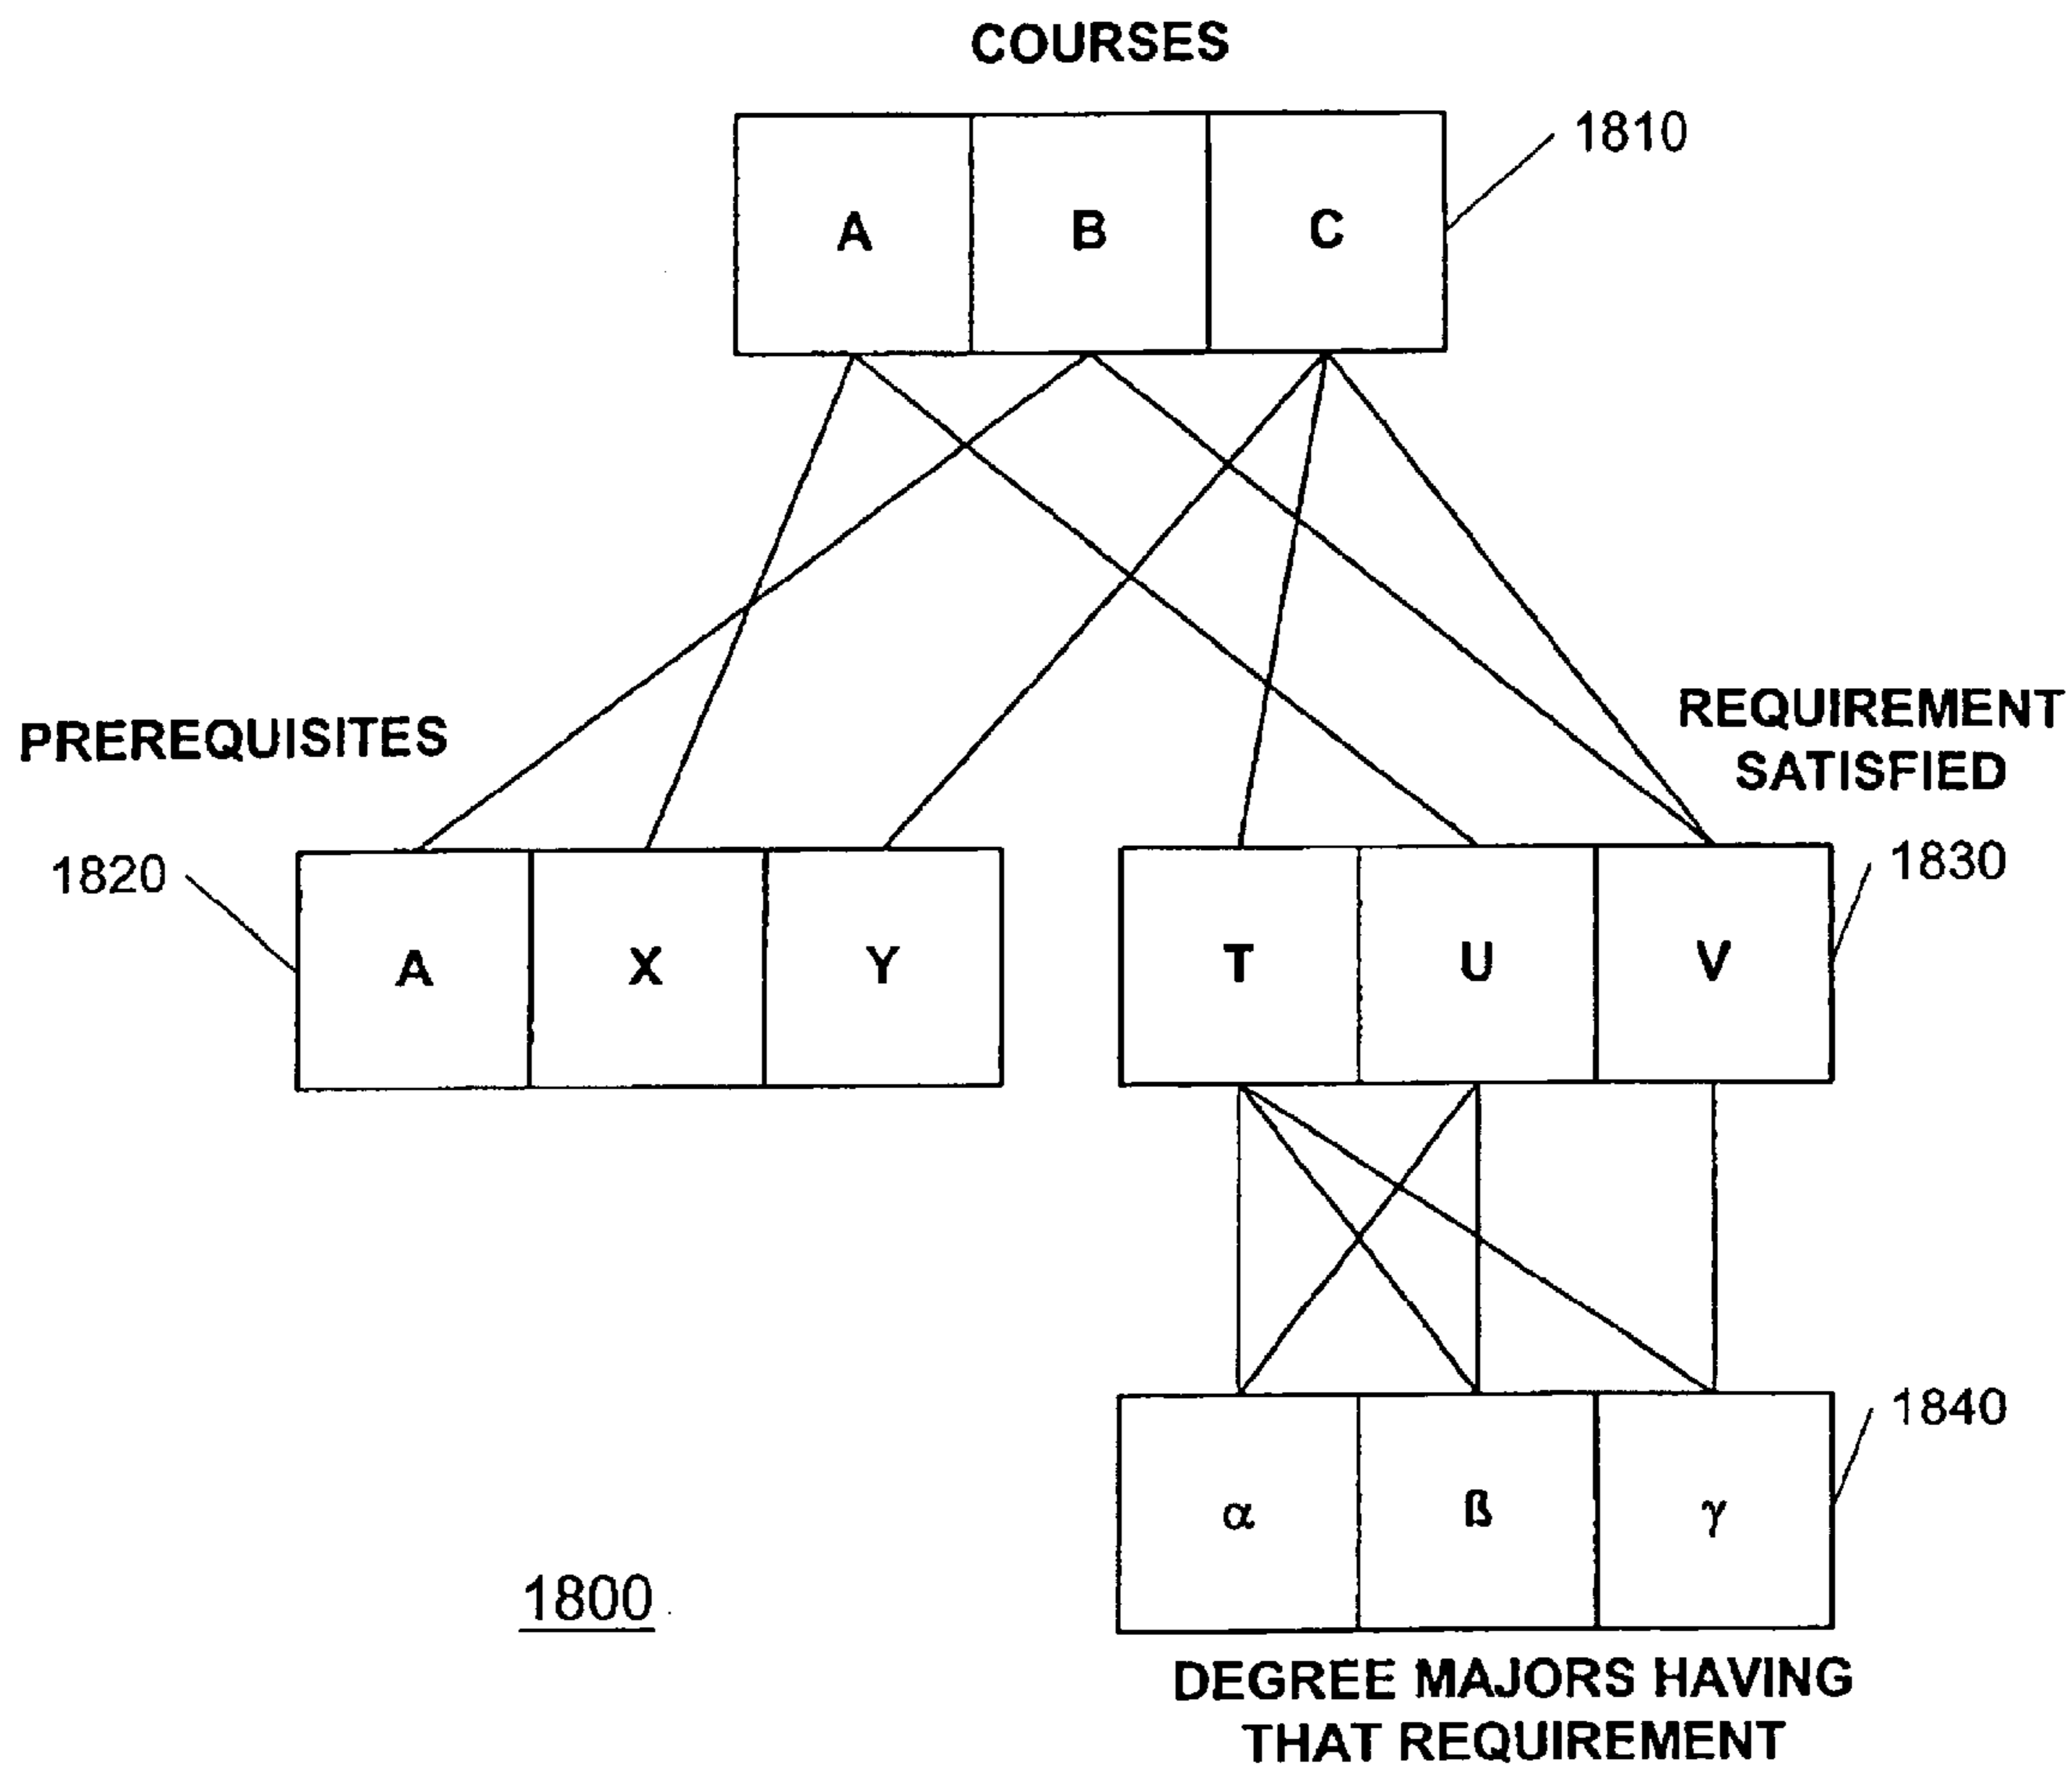 COURSES
1810
A B C
PREREQUISITES
REQUIREMENT
SATISFIED
1820
1830
A X Y
T U V
1840
α ß γ
1800
DEGREE MAJORS HAVING
THAT REQUIREMENT